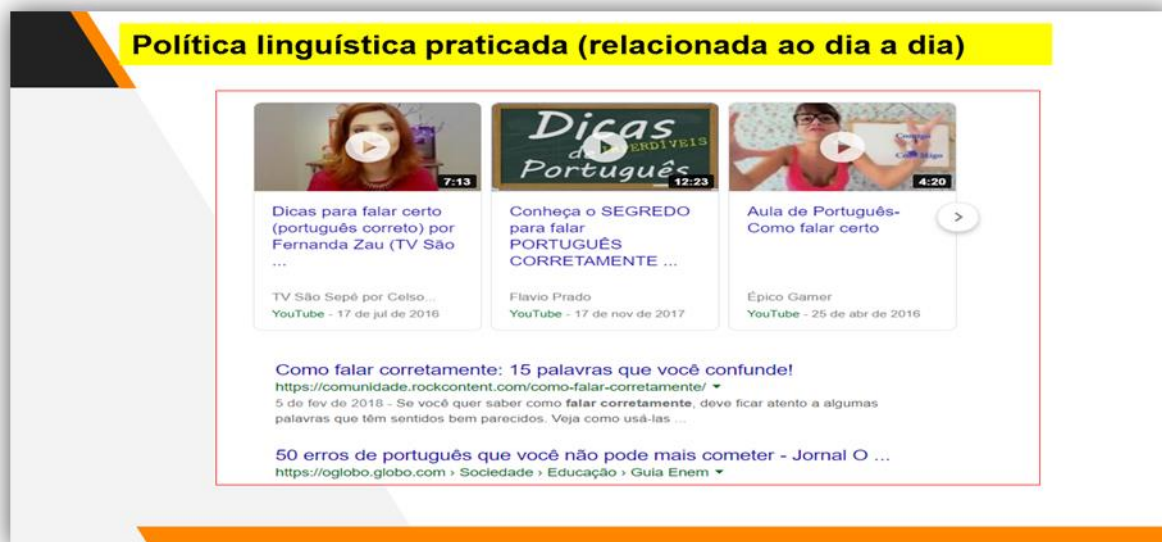 Política linguística praticada (relacionada ao dia a dia)
7:13
Dicas
de IMPERDÍVEIS
Português
12:23
4:20
Dicas para falar certo
(português correto) por
Fernanda Zau (TV São
...
TV São Sepé por Celso...
YouTube - 17 de jul de 2016
Conheça o SEGREDO
para falar
PORTUGUÊS
CORRETAMENTE ...
Flavio Prado
YouTube - 17 de nov de 2017
Aula de Português-
Como falar certo
Épico Gamer
YouTube - 25 de abr de 2016
Como falar corretamente: 15 palavras que você confunde!
https://comunidade.rockcontent.com/como-falar-corretamente/
5 de fev de 2018 - Se você quer saber como falar corretamente, deve ficar atento a algumas
palavras que têm sentidos bem parecidos. Veja como usá-las ...
50 erros de português que você não pode mais cometer - Jornal O ...
https://oglobo.globo.com › Sociedade › Educação › Guia Enem